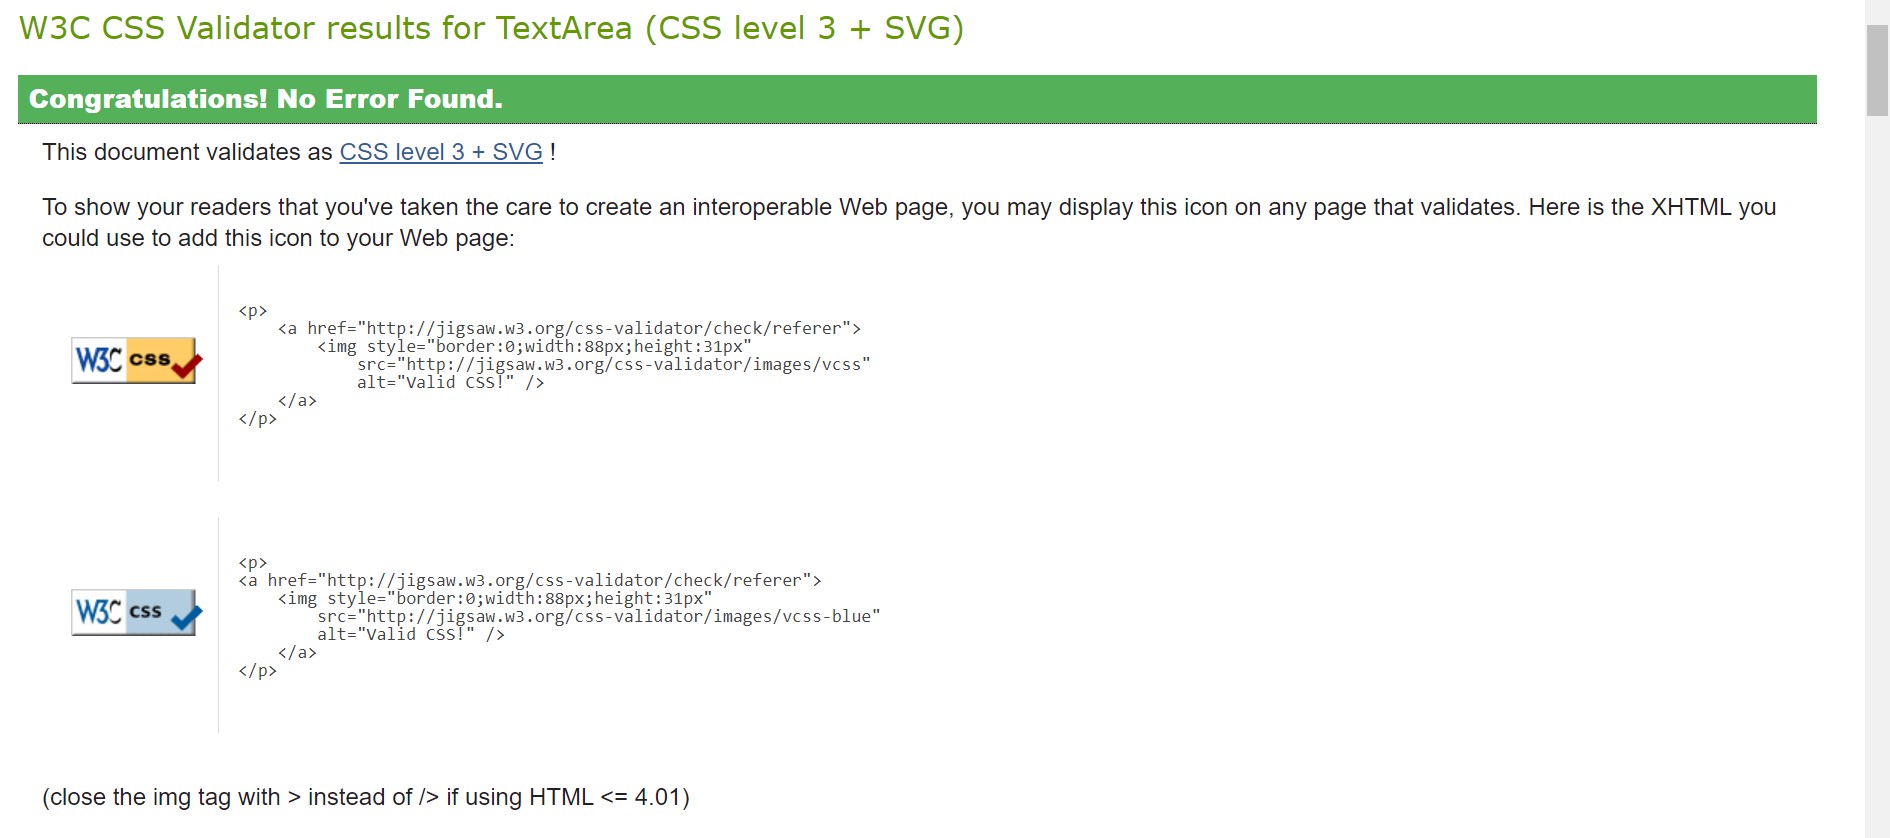 W3C CSS Validator results for TextArea (CSS level 3 + SVG)
Congratulations! No Error Found.
This document validates as CSS level 3 + SVG !
To show your readers that you've taken the care to create an interoperable Web page, you may display this icon on any page that validates. Here is the XHTML you
could use to add this icon to your Web page:
W3C css
<p>
    <a href="http://jigsaw.w3.org/css-validator/check/referer">
        <img style="border:0;width:88px;height:31px"
            src="http://jigsaw.w3.org/css-validator/images/vcss"
            alt="Valid CSS!" />
    </a>
</p>
W3C css
<p>
<a href="http://jigsaw.w3.org/css-validator/check/referer">
    <img style="border:0;width:88px;height:31px"
        src="http://jigsaw.w3.org/css-validator/images/vcss-blue"
        alt="Valid CSS!" />
    </a>
</p>
(close the img tag with > instead of /> if using HTML <= 4.01)